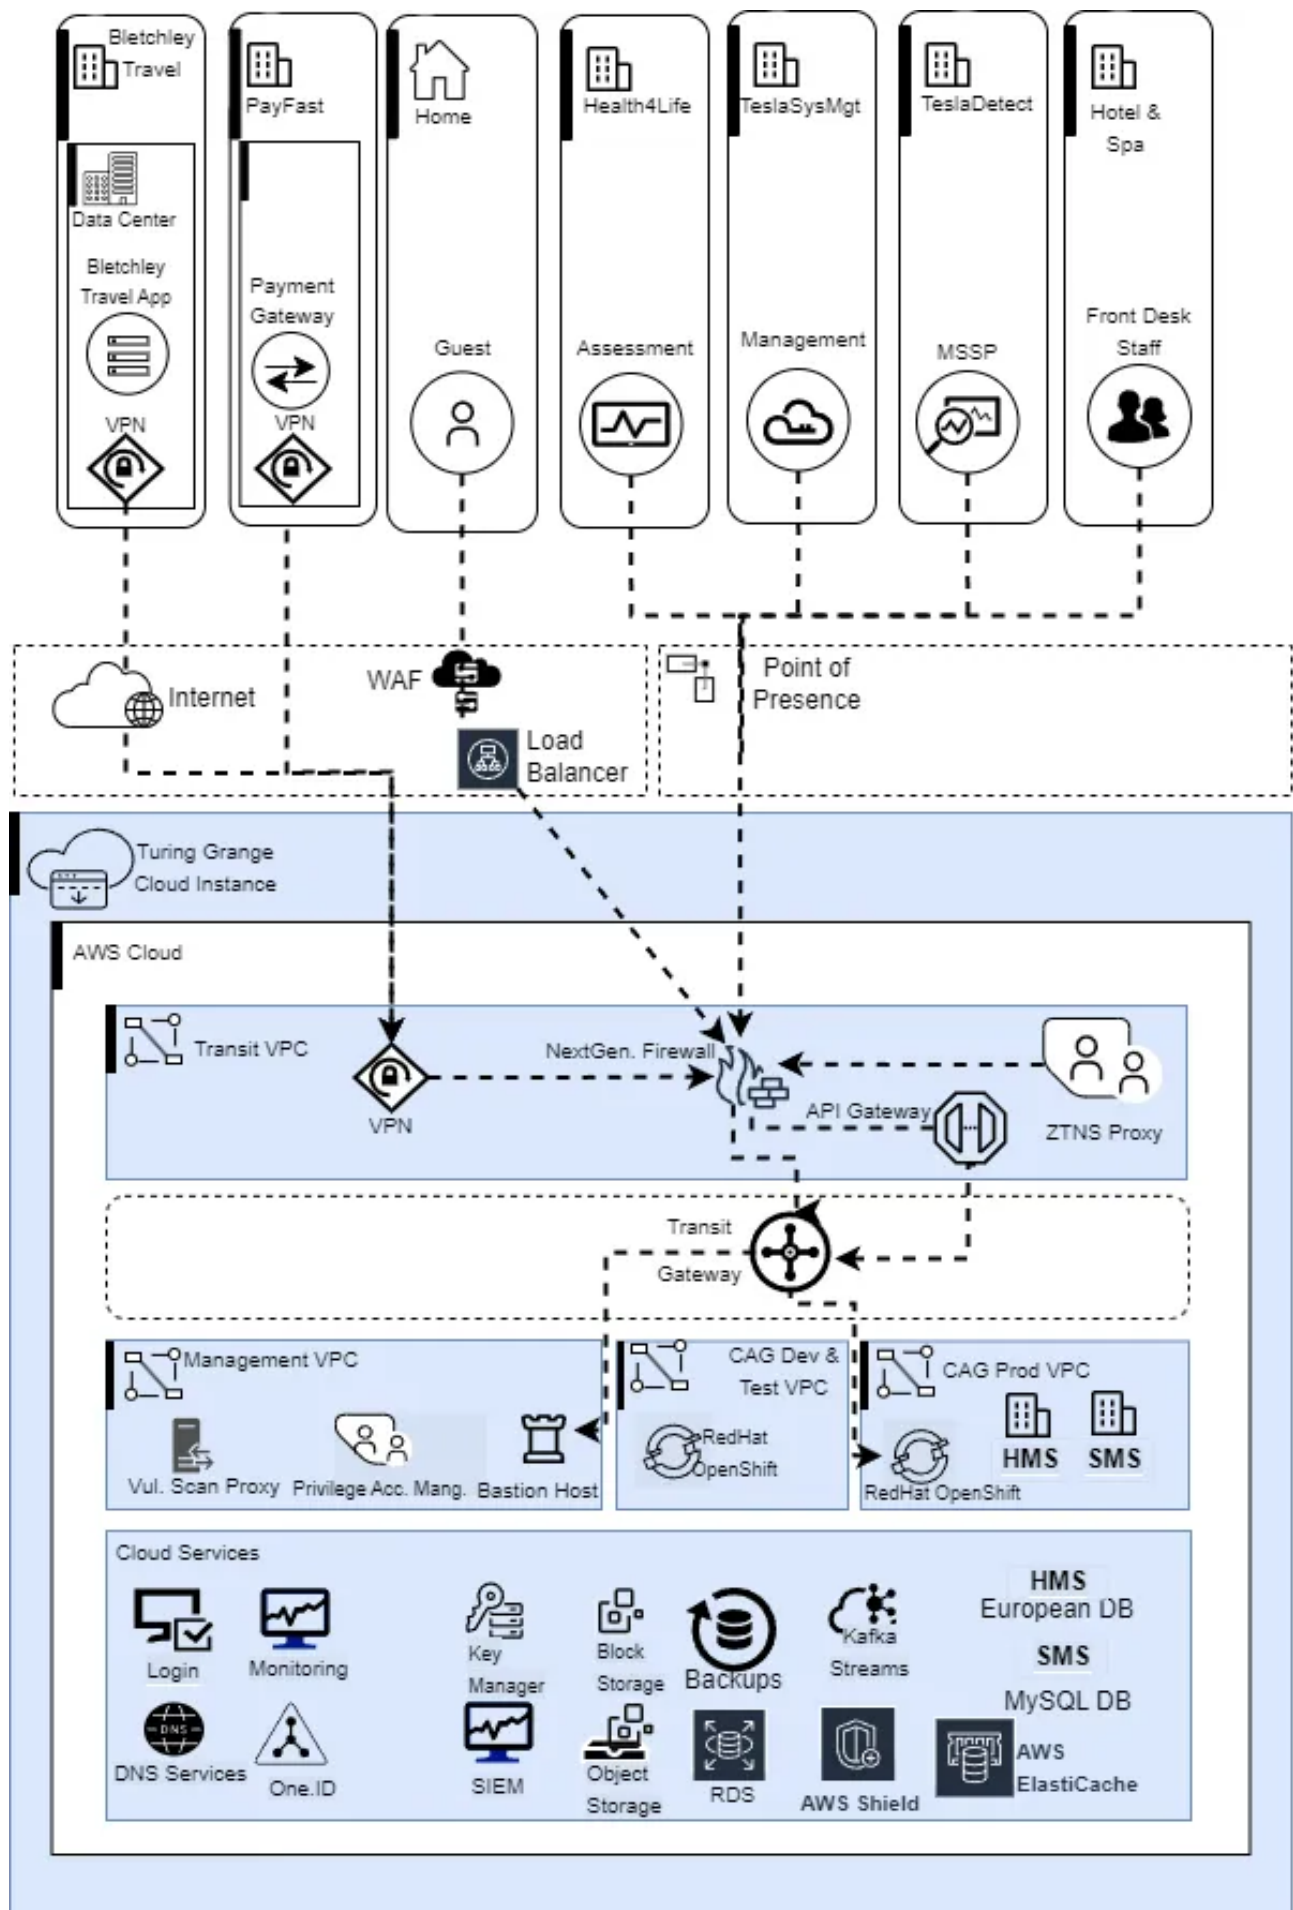 Bletchley
Travel
Data Center
Bletchley
Travel App
VPN
PayFast
Payment
Gateway
VPN
Home
Guest
Health4Life
Assessment
TeslaSysMgt
Management
TeslaDetect
MSSP
Hotel &
Spa
Front Desk
Staff
Internet
WAF
Load
Balancer
Point of
Presence
Turing Grange
Cloud Instance
AWS Cloud
Transit VPC
VPN
NextGen. Firewall
API Gateway
ZTNS Proxy
Transit
Gateway
Management VPC
Vul. Scan Proxy
Privilege Acc. Mang.
Bastion Host
CAG Dev &
Test VPC
RedHat
OpenShift
CAG Prod VPC
HMS
SMS
RedHat OpenShift
Cloud Services
Login
Monitoring
Key
Manager
Block
Storage
Backups
Kafka
Streams
HMS
European DB
SMS
MySQL DB
DNS
DNS Services
One.ID
SIEM
Object
Storage
RDS
AWS Shield
AWS
ElastiCache